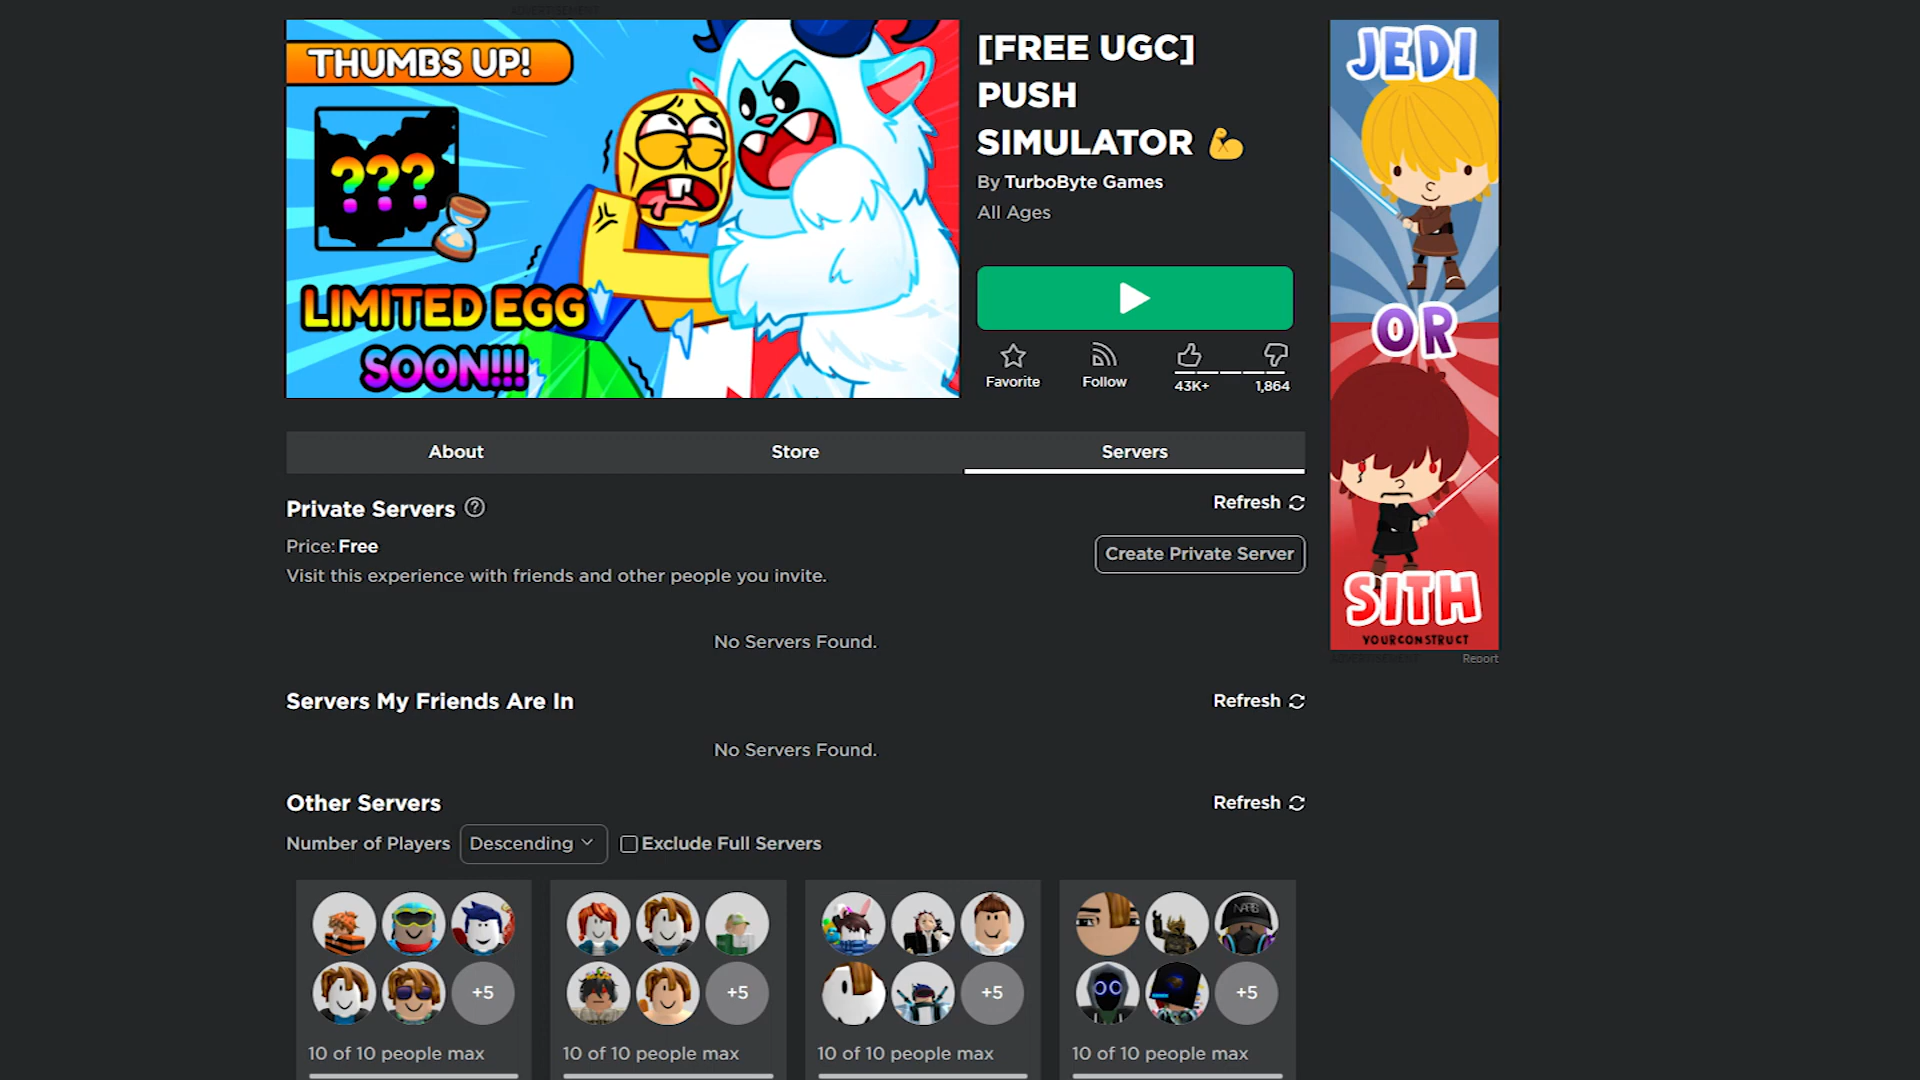 ADVERTISEMENT
THUMBS UP!
???
LIMITED EGG
SOON!!!
[FREE UGC]
PUSH
SIMULATOR 💪
By TurboByte Games
All Ages
Favorite
Follow
43K+
1,864
JEDI
OR
SITH
YOURCONSTRUCT
ADVERTISEMENT
Report
About
Store
Servers
Private Servers
Refresh
Price: Free
Create Private Server
Visit this experience with friends and other people you invite.
No Servers Found.
Servers My Friends Are In
Refresh
No Servers Found.
Other Servers
Refresh
Number of Players
Descending
Exclude Full Servers
NARS
+5
+5
+5
+5
10 of 10 people max
10 of 10 people max
10 of 10 people max
10 of 10 people max